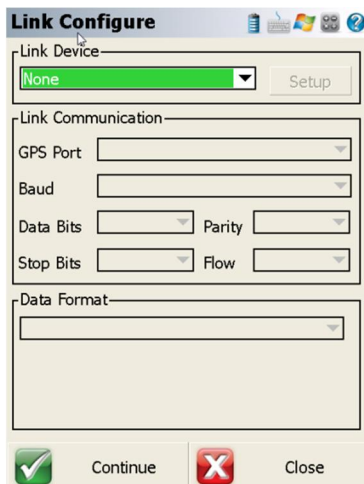 Link Configure
Link Device
None
Setup
Link Communication
GPS Port
Baud
Data Bits Parity
Stop Bits Flow
Data Format
Continue Close